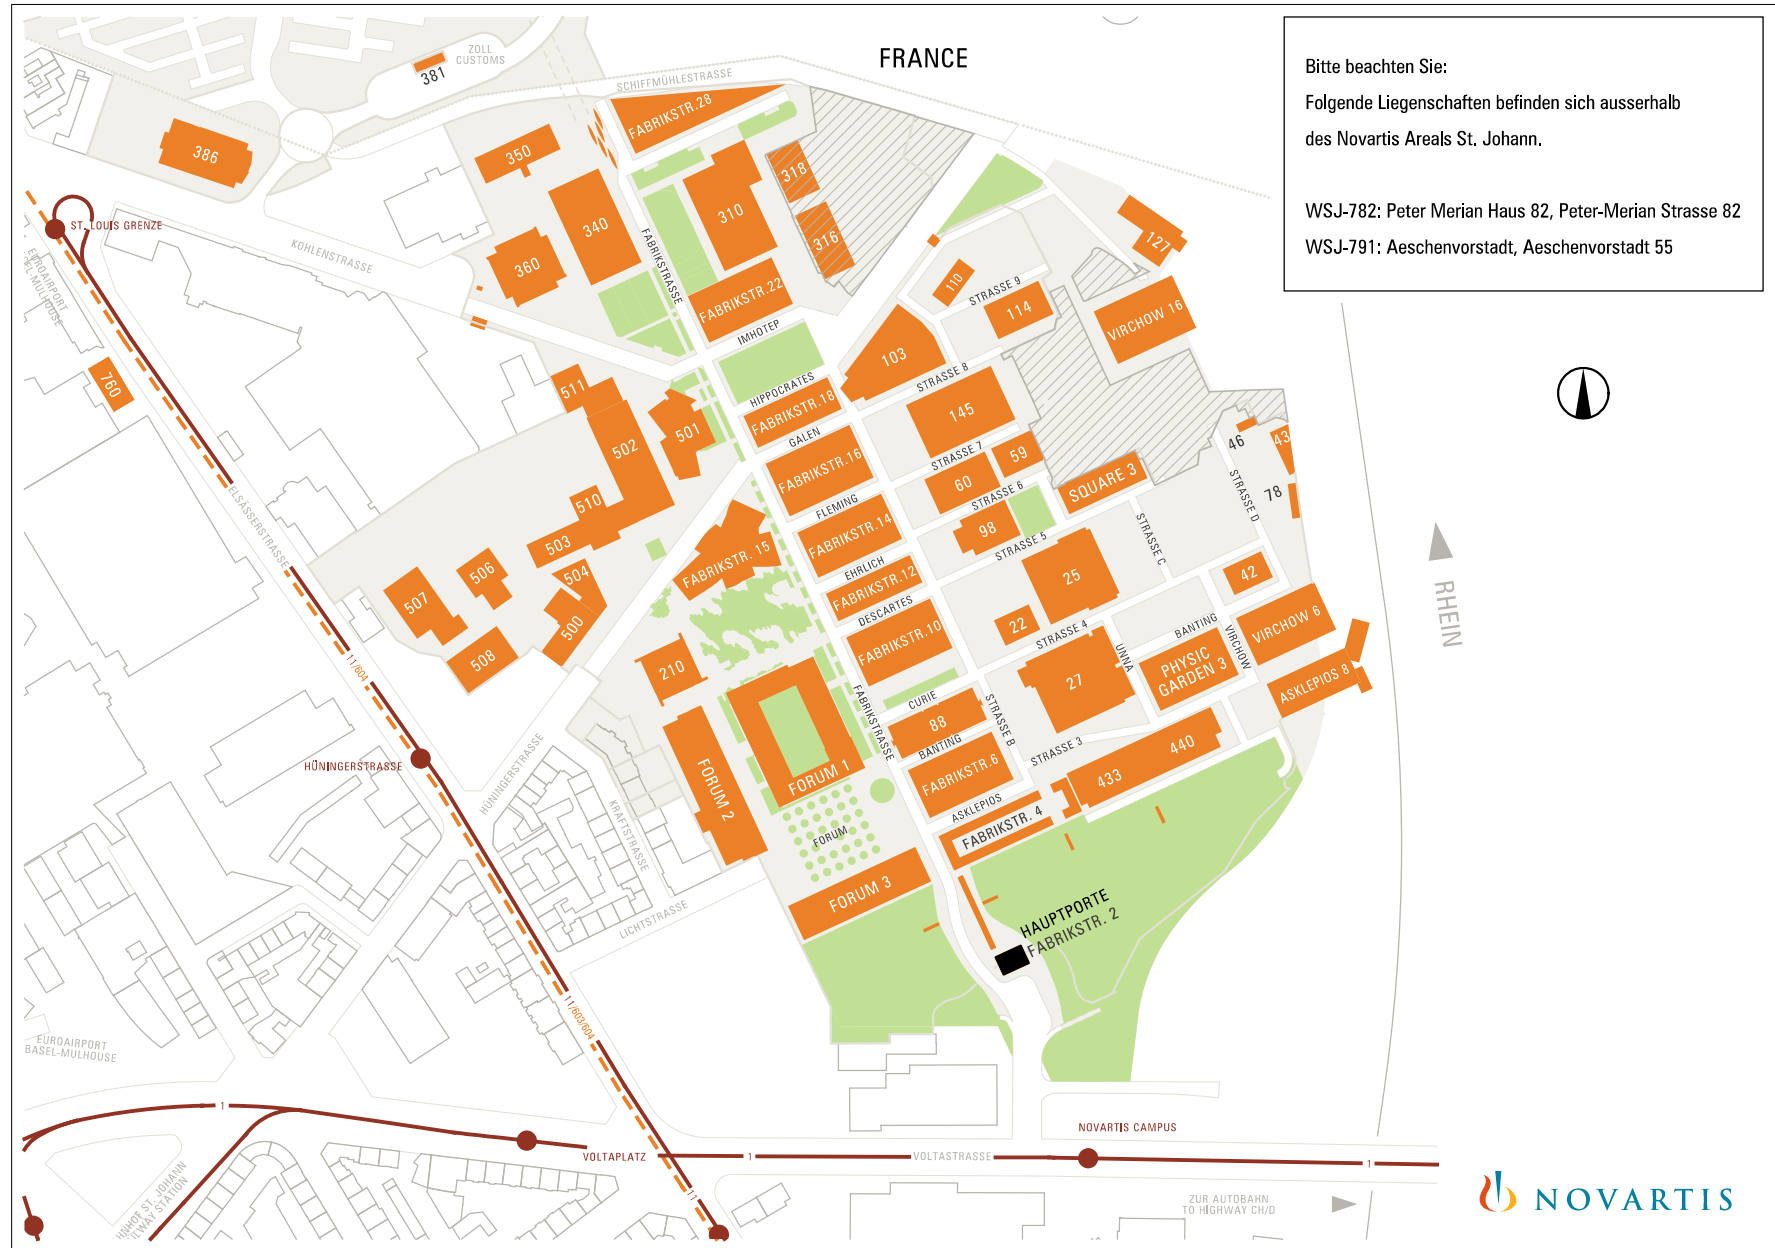 FRANCE
Bitte beachten Sie:
Folgende Liegenschaften befinden sich ausserhalb
des Novartis Areals St. Johann.
WSJ-782: Peter Merian Haus 82, Peter-Merian Strasse 82
WSJ-791: Aeschenvorstadt, Aeschenvorstadt 55
ZOLL
CUSTOMS
381
SCHIFFMÜHLESTRASSE
FABRIKSTR.28
386
350
318
310
340
316
360
127
ST. LOUIS GRENZE
KOHLENSTRASSE
FABRIKSTRASSE
FABRIKSTR.22
110
STRASSE 9
114
VIRCHOW 16
IMHOTEP
103
STRASSE 8
EUROAIRPORT
BASEL-MULHOUSE
760
511
HIPPOCRATES
FABRIKSTR.18
145
501
502
GALEN
FABRIKSTR.16
STRASSE 7
59
46
43
60
SQUARE 3
STRASSE 6
STRASSE D
78
510
FLEMING
FABRIKSTR.14
98
STRASSE 5
STRASSE C
ELSÄSSERSTRASSE
503
504
506
507
FABRIKSTR. 15
EHRLICH
FABRIKSTR.12
25
42
DESCARTES
FABRIKSTR.10
22
STRASSE 4
UNNA
BANTING
VIRCHOW
VIRCHOW 6
RHEIN
500
508
210
11/604
27
PHYSIC
GARDEN 3
ASKLEPIOS 8
CURIE
88
STRASSE B
FABRIKSTRASSE
BANTING
STRASSE 3
440
433
FABRIKSTR.6
HÜNINGERSTRASSE
HÜNINGERSTRASSE
FORUM 2
FORUM 1
KRAFTSTRASSE
FORUM
ASKLEPIOS
FABRIKSTR. 4
FORUM 3
LICHTSTRASSE
HAUPTPORTE
FABRIKSTR. 2
11/603/604
EUROAIRPORT
BASEL-MULHOUSE
1
VOLTAPLATZ
1
VOLTASTRASSE
NOVARTIS CAMPUS
1
11
ZUR AUTOBAHN
TO HIGHWAY CH/D
NOVARTIS